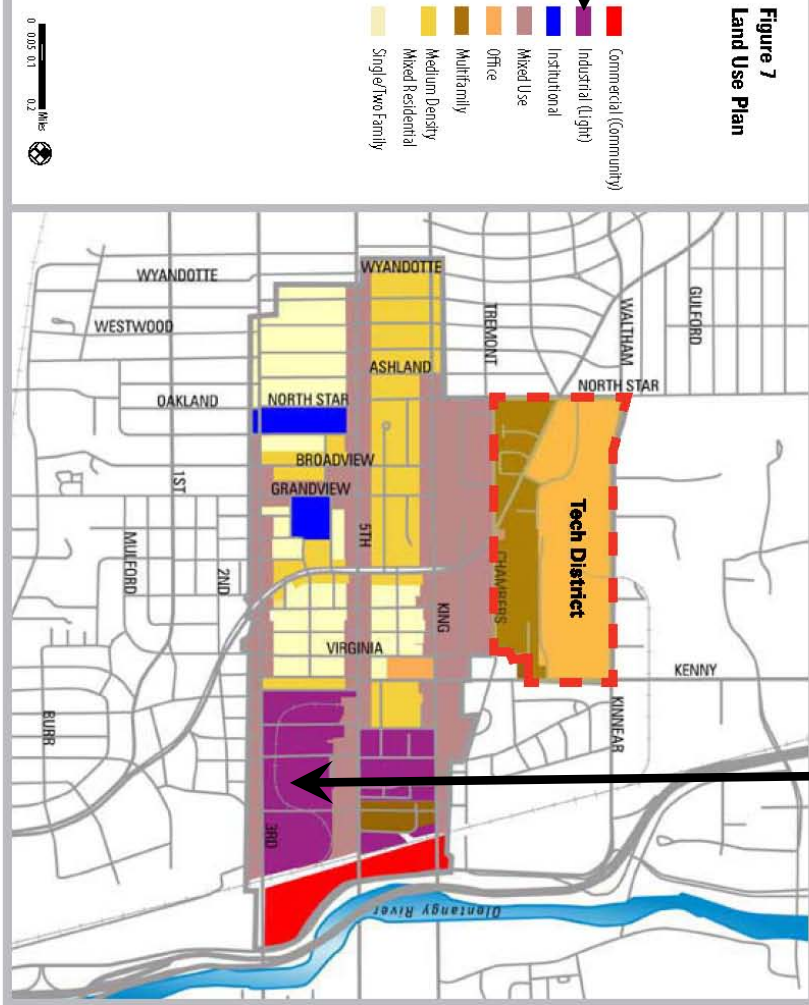 Figure 7
Land Use Plan
Commercial (Community)
Industrial (Light)
Institutional
Mixed Use
Office
Multifamily
Medium Density
Mixed Residential
Single/Two Family
0 0.05 0.1 0.2
Miles
WYANDOTTE
WYANDOTTE
WESTWOOD
TREMONT
WALTHAM
GULFORD
ASHLAND
NORTH STAR
OAKLAND
NORTH STAR
BROADVIEW
GRANDVIEW
1ST
5TH
Tech District
MULFORD
2ND
CHAMBERS
KING
VIRGINIA
KENNY
BURR
KINNEAR
3RD
Olentangy River